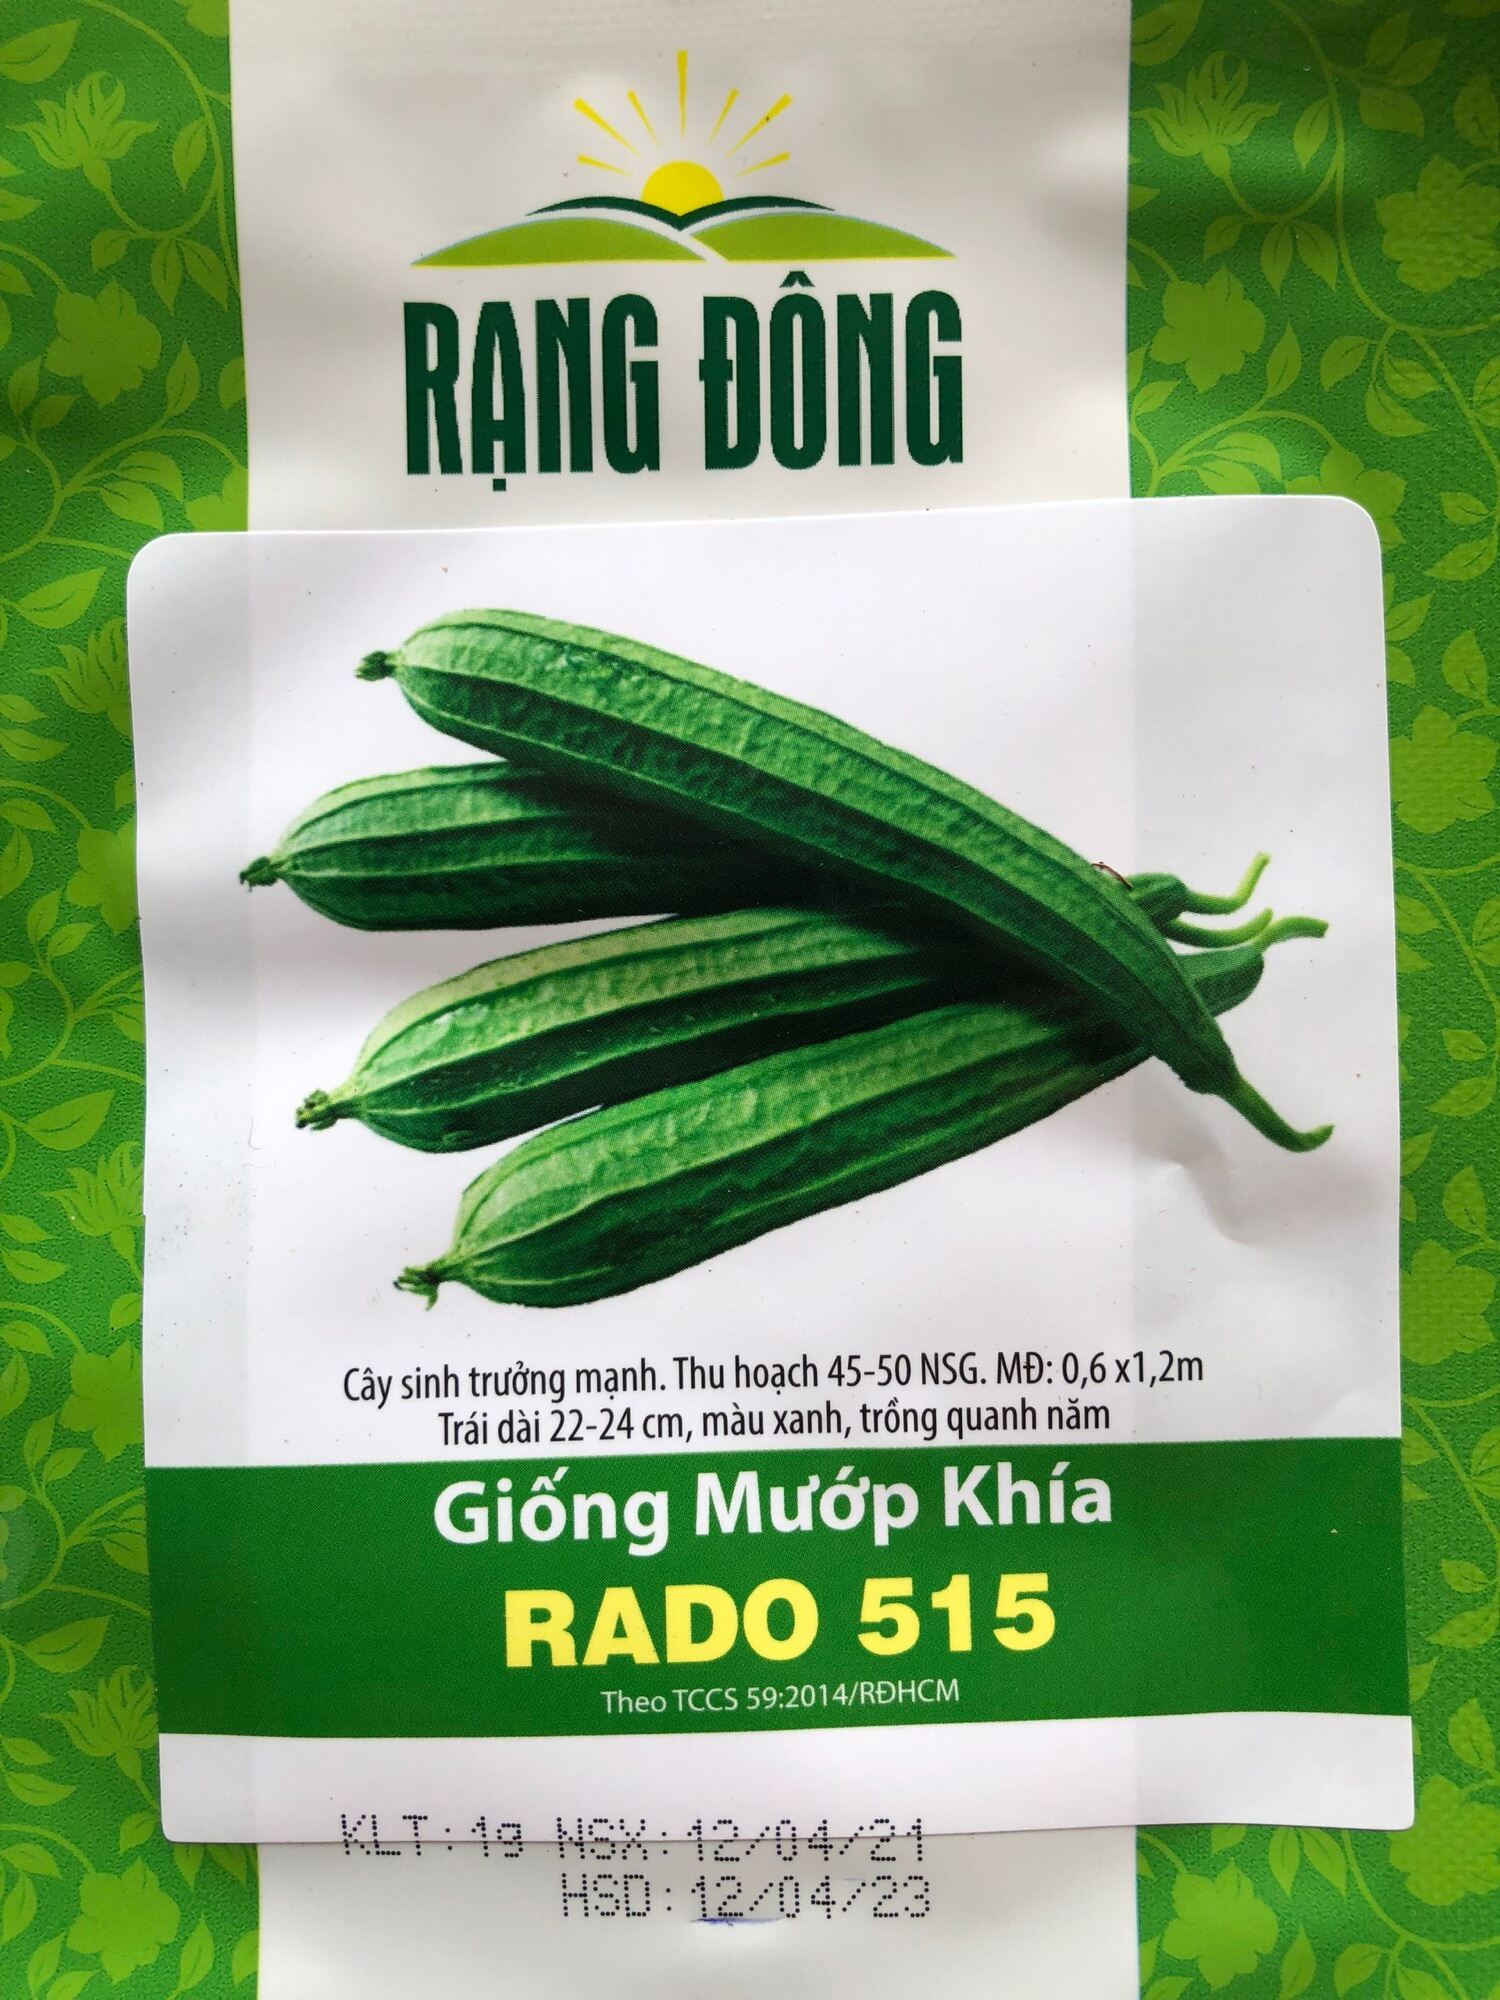 RẠNG ĐÔNG
Cây sinh trưởng mạnh. Thu hoạch 45-50 NSG. MĐ: 0,6 x1,2m
Trái dài 22-24 cm, màu xanh, trồng quanh năm
Giống Mướp Khía
RADO 515
Theo TCCS 59:2014/RĐHCM
KLT:1g NSX:12/04/21
HSD:12/04/23